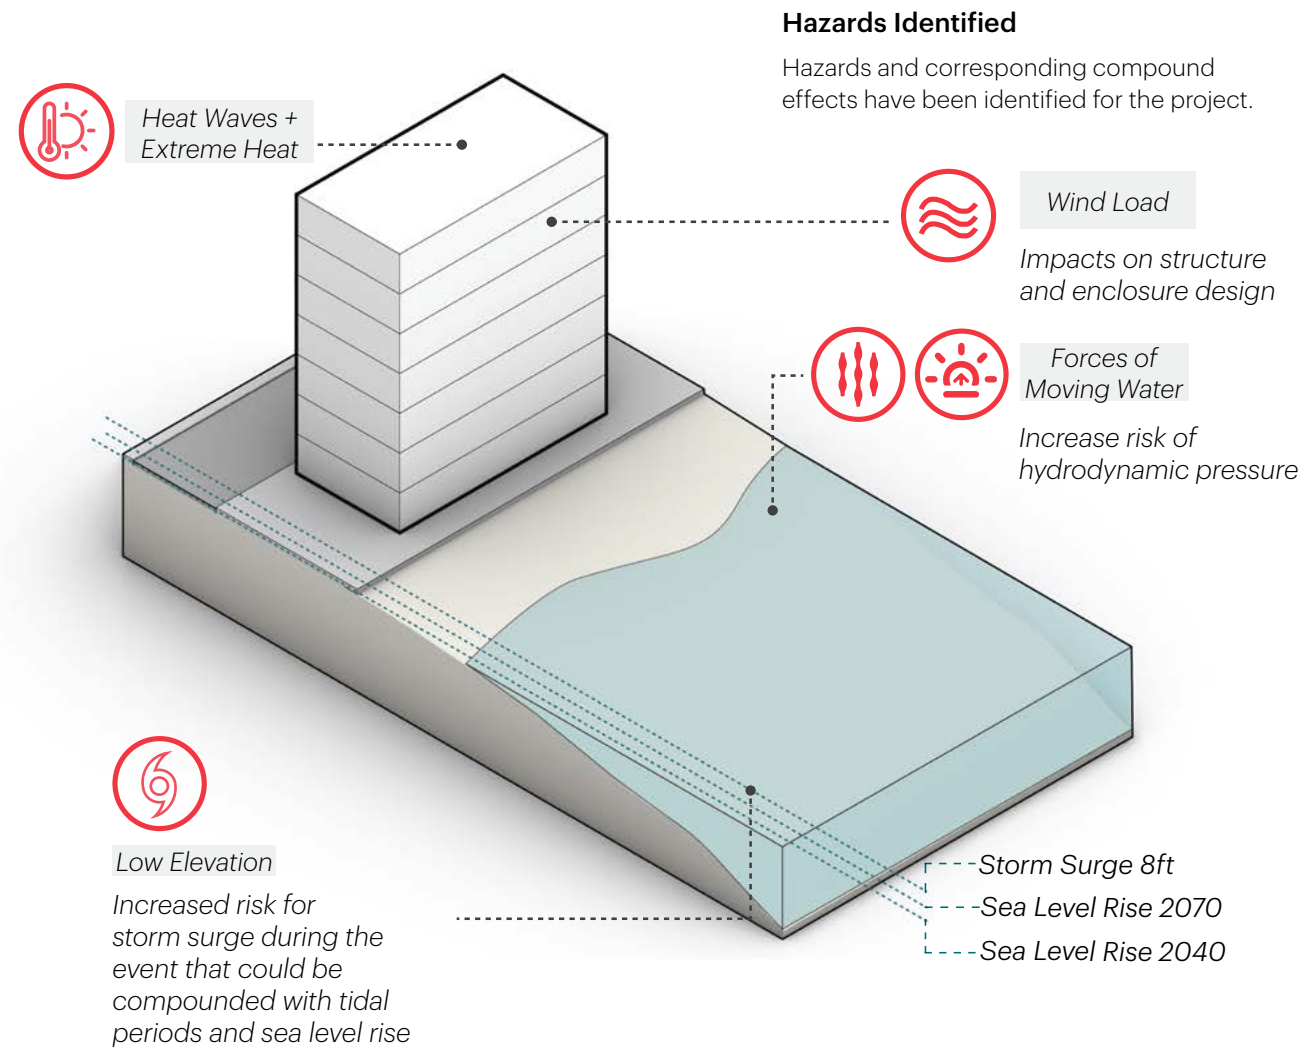 Hazards Identified
Hazards and corresponding compound
effects have been identified for the project.
Heat Waves +
Extreme Heat
Wind Load
Impacts on structure
and enclosure design
Forces of
Moving Water
Increase risk of
hydrodynamic pressure
Low Elevation
Increased risk for
storm surge during the
event that could be
compounded with tidal
periods and sea level rise
Storm Surge 8ft
Sea Level Rise 2070
Sea Level Rise 2040